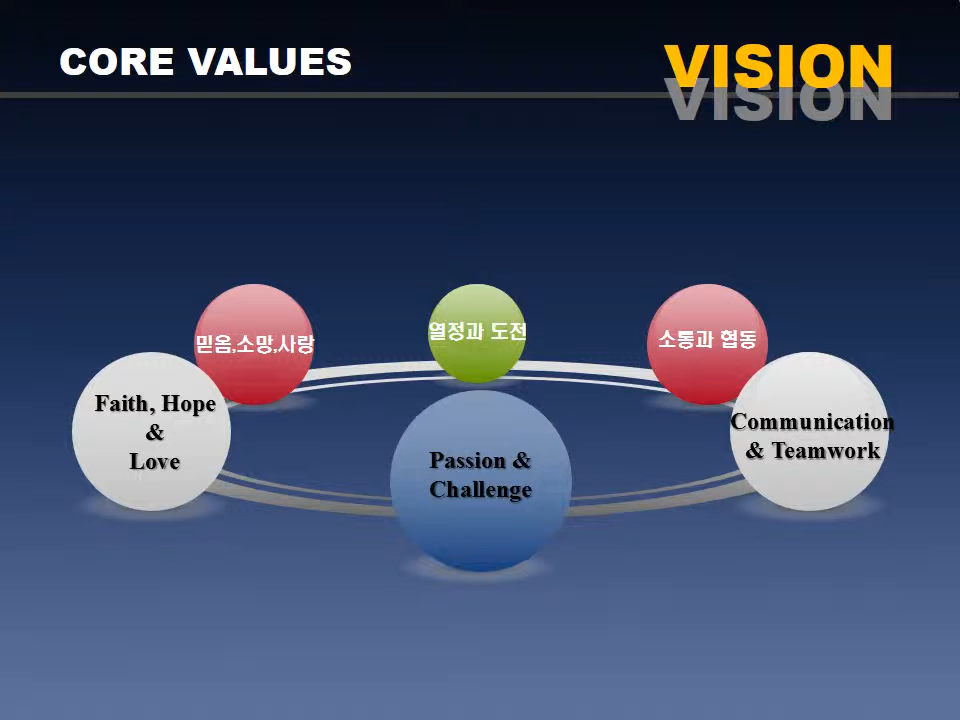 CORE VALUES
VISION
VISION
믿음,소망,사랑
열정과 도전
소통과 협동
Faith, Hope
&
Love
Passion &
Challenge
Communication
& Teamwork